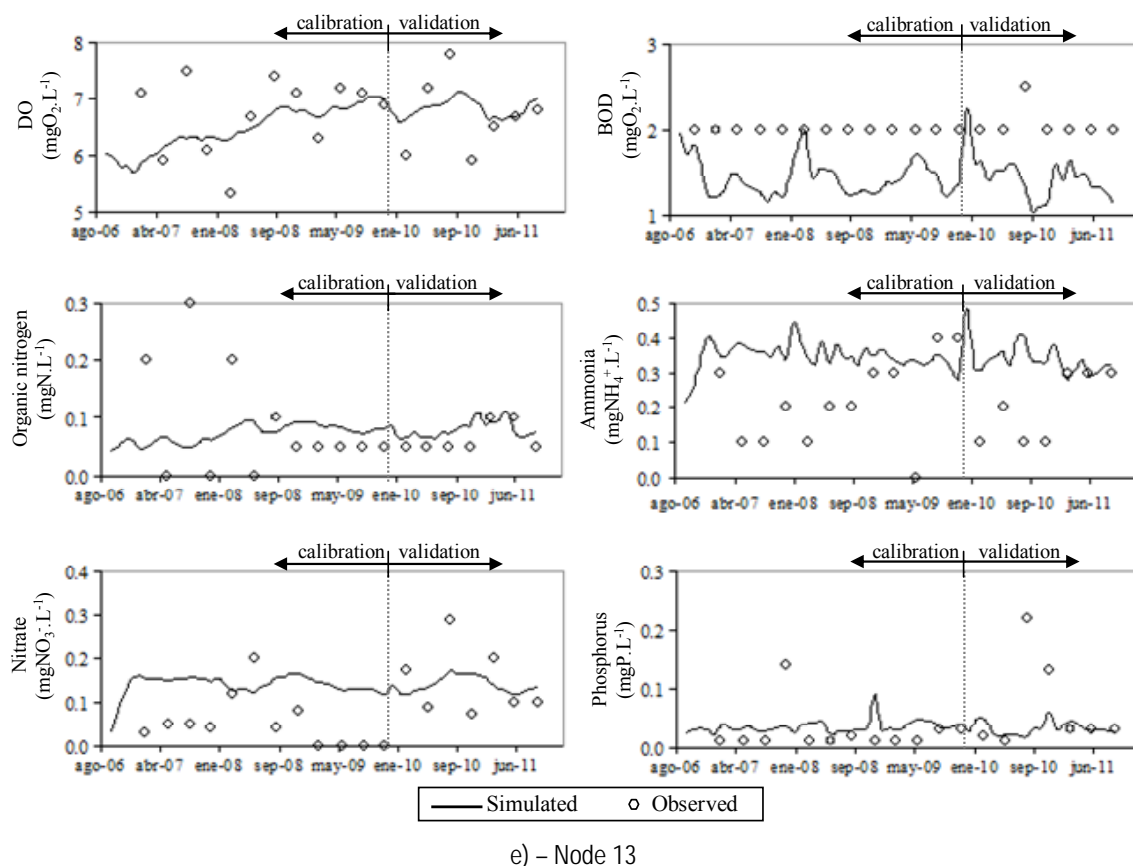 calibration validation
8
7
6
5
DO
(mgO₂.L⁻¹)
ago-06 abr-07 ene-08 sep-08 may-09 ene-10 sep-10 jun-11
calibration validation
3
2
1
BOD
(mgO₂.L⁻¹)
ago-06 abr-07 ene-08 sep-08 may-09 ene-10 sep-10 jun-11
calibration validation
0.3
0.2
0.1
0.0
Organic nitrogen
(mgN.L⁻¹)
ago-06 abr-07 ene-08 sep-08 may-09 ene-10 sep-10 jun-11
calibration validation
0.5
0.4
0.3
0.2
0.1
0.0
Ammonia
(mgNH₄⁺.L⁻¹)
ago-06 abr-07 ene-08 sep-08 may-09 ene-10 sep-10 jun-11
calibration validation
0.4
0.3
0.2
0.1
0.0
Nitrate
(mgNO₃⁻.L⁻¹)
ago-06 abr-07 ene-08 sep-08 may-09 ene-10 sep-10 jun-11
calibration validation
0.3
0.2
0.1
0.0
Phosphorus
(mgP.L⁻¹)
ago-06 abr-07 ene-08 sep-08 may-09 ene-10 sep-10 jun-11
Simulated Observed
e) – Node 13